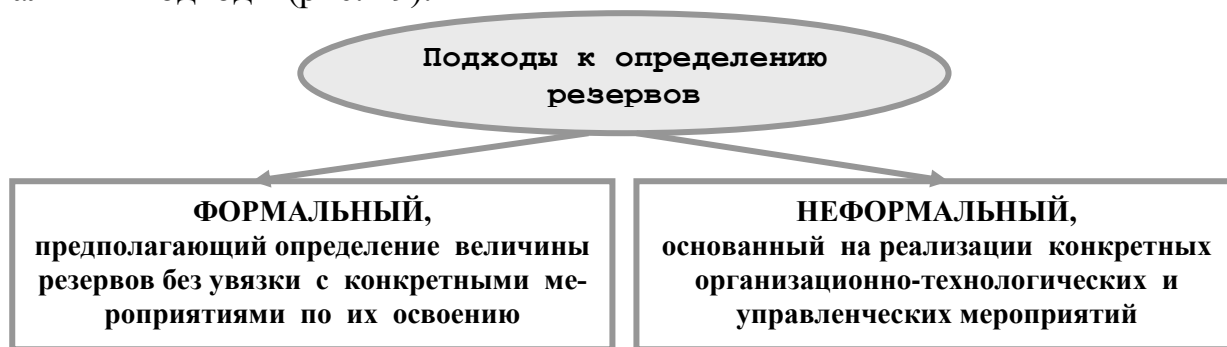 Подходы к определению
резервов
ФОРМАЛЬНЫЙ,
предполагающий определение величины
резервов без увязки с конкретными ме-
роприятиями по их освоению
НЕФОРМАЛЬНЫЙ,
основанный на реализации конкретных
организационно-технологических и
управленческих мероприятий